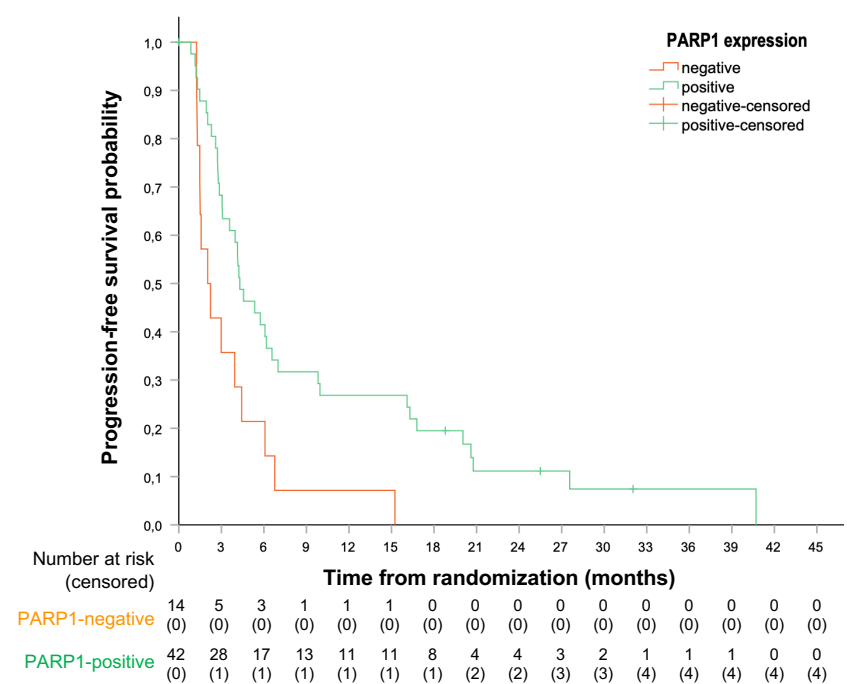 PARP1 expression
negative
positive
negative-censored
positive-censored
Progression-free survival probability
1,0
0,9
0,8
0,7
0,6
0,5
0,4
0,3
0,2
0,1
0,0
0 3 6 9 12 15 18 21 24 27 30 33 36 39 42 45
Time from randomization (months)
Number at risk
(censored)
PARP1-negative
14 5 3 1 1 1 0 0 0 0 0 0 0 0 0 0
(0) (0) (0) (0) (0) (0) (0) (0) (0) (0) (0) (0) (0) (0) (0) (0)
PARP1-positive
42 28 17 13 11 11 8 4 4 3 2 1 1 1 0 0
(0) (1) (1) (1) (1) (1) (1) (2) (2) (3) (3) (4) (4) (4) (4) (4)